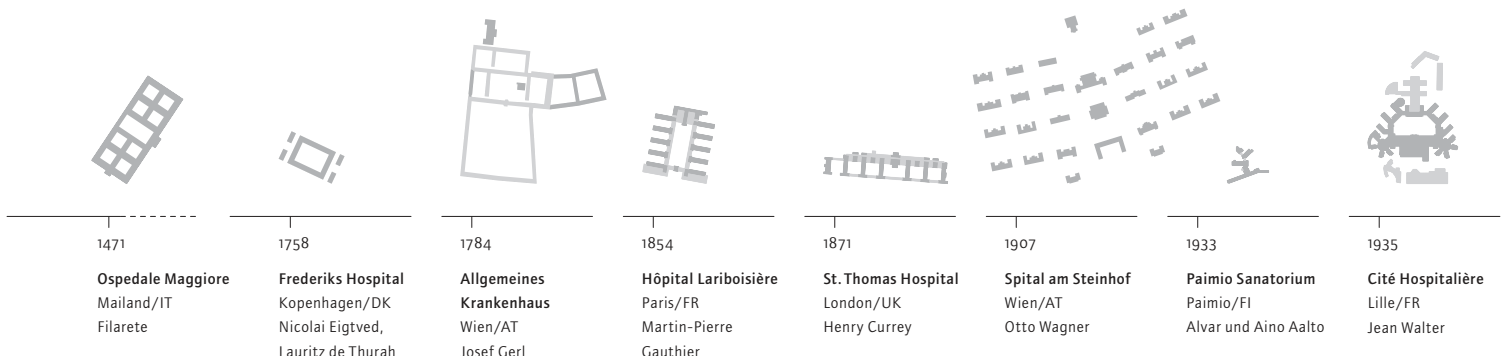 1471
Ospedale Maggiore
Mailand/IT
Filarete
1758
Frederiks Hospital
Kopenhagen/DK
Nicolai Eigtved,
Lauritz de Thurah
1784
Allgemeines
Krankenhaus
Wien/AT
Josef Gerl
1854
Hôpital Lariboisière
Paris/FR
Martin-Pierre
Gauthier
1871
St. Thomas Hospital
London/UK
Henry Currey
1907
Spital am Steinhof
Wien/AT
Otto Wagner
1933
Paimio Sanatorium
Paimio/FI
Alvar und Aino Aalto
1935
Cité Hospitalière
Lille/FR
Jean Walter